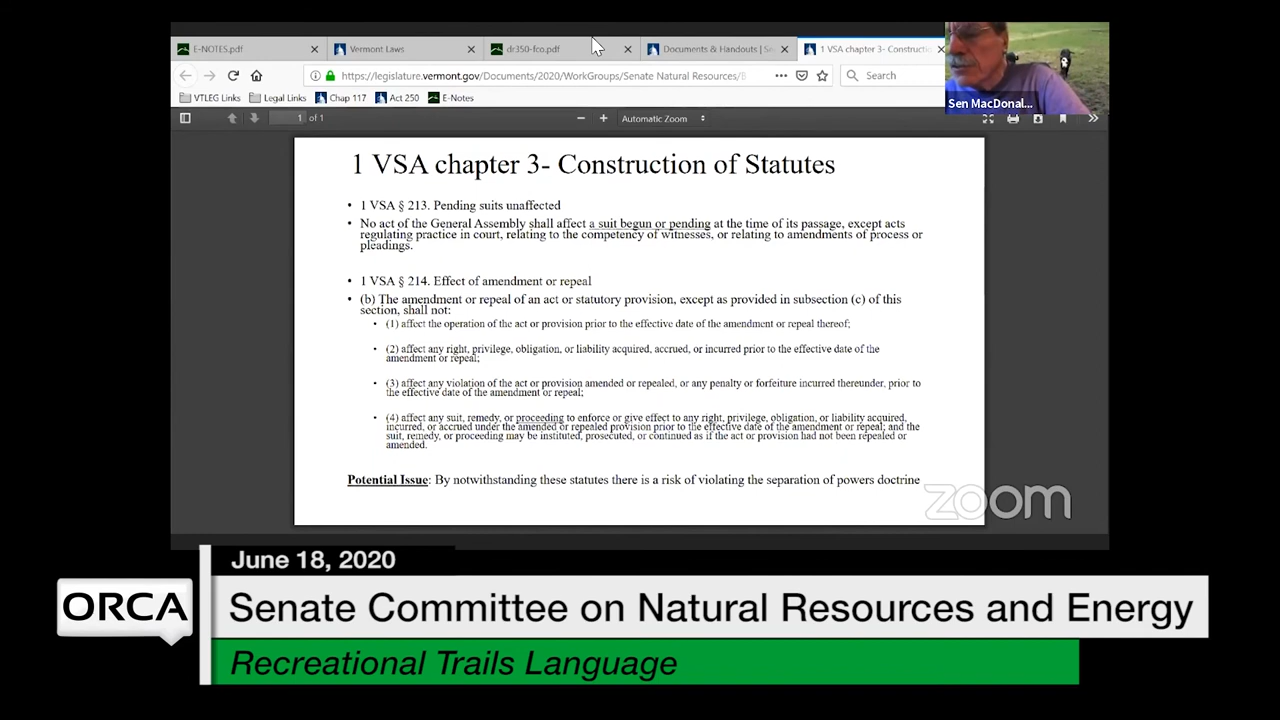 E-NOTES.pdf
Vermont Laws
dr350-fco.pdf
Documents & Handouts | Se
1 VSA chapter 3- Constructio
https://legislature.vermont.gov/Documents/2020/WorkGroups/Senate Natural Resources/B
Search
VTLEG Links
Legal Links
Chap 117
Act 250
E-Notes
Sen MacDonal...
1 of 1
Automatic Zoom
1 VSA chapter 3- Construction of Statutes
• 1 VSA § 213. Pending suits unaffected
• No act of the General Assembly shall affect a suit begun or pending at the time of its passage, except acts
regulating practice in court, relating to the competency of witnesses, or relating to amendments of process or
pleadings.
• 1 VSA § 214. Effect of amendment or repeal
• (b) The amendment or repeal of an act or statutory provision, except as provided in subsection (c) of this
section, shall not:
• (1) affect the operation of the act or provision prior to the effective date of the amendment or repeal thereof;
• (2) affect any right, privilege, obligation, or liability acquired, accrued, or incurred prior to the effective date of the
amendment or repeal;
• (3) affect any violation of the act or provision amended or repealed, or any penalty or forfeiture incurred thereunder, prior to
the effective date of the amendment or repeal;
• (4) affect any suit, remedy, or proceeding to enforce or give effect to any right, privilege, obligation, or liability acquired,
incurred, or accrued under the amended or repealed provision prior to the effective date of the amendment or repeal; and the
suit, remedy, or proceeding may be instituted, prosecuted, or continued as if the act or provision had not been repealed or
amended.
Potential Issue: By notwithstanding these statutes there is a risk of violating the separation of powers doctrine
zoom
June 18, 2020
ORCA
Senate Committee on Natural Resources and Energy
Recreational Trails Language